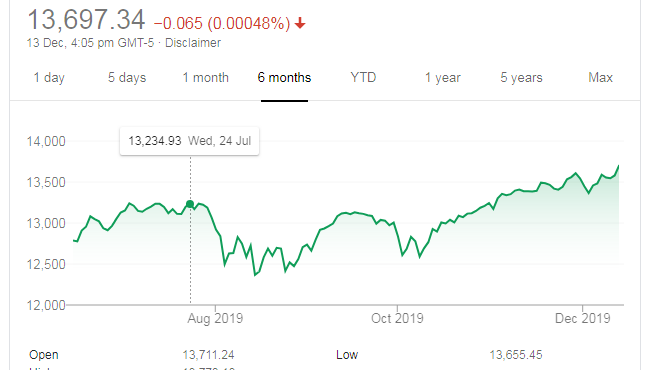 13,697.34 −0.065 (0.00048%)
13 Dec, 4:05 pm GMT-5 · Disclaimer
1 day 5 days 1 month 6 months YTD 1 year 5 years Max
13,234.93 Wed, 24 Jul
14,000
13,500
13,000
12,500
12,000
Aug 2019 Oct 2019 Dec 2019
Open 13,711.24 Low 13,655.45